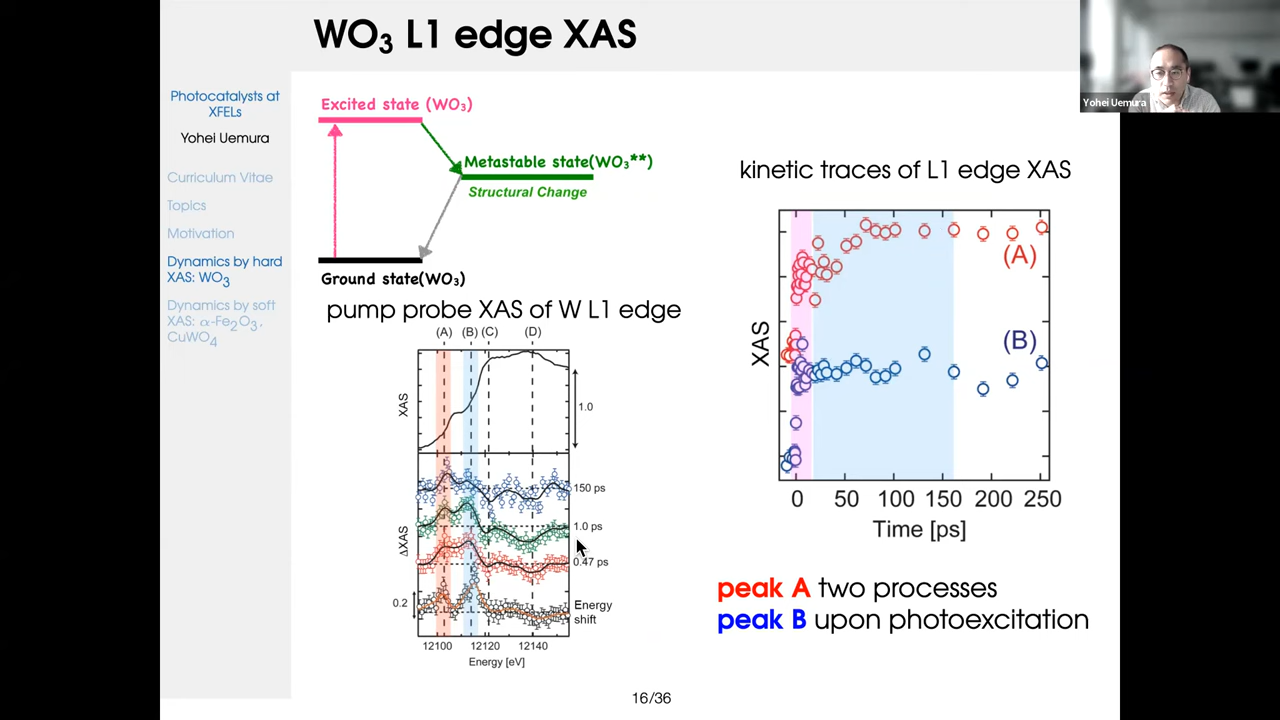 WO₃ L1 edge XAS
Yohei Uemura
Photocatalysts at
XFELs
Yohei Uemura
Curriculum Vitae
Topics
Motivation
Dynamics by hard
XAS: WO₃
Dynamics by soft
XAS: α-Fe₂O₃,
CuWO₄
Excited state (WO₃)
Metastable state(WO₃**)
Structural Change
Ground state(WO₃)
pump probe XAS of W L1 edge
(A) (B) (C) (D)
XAS
1.0
ΔXAS
150 ps
1.0 ps
0.47 ps
0.2
Energy
shift
12100 12120 12140
Energy [eV]
kinetic traces of L1 edge XAS
XAS
(A)
(B)
0 50 100 150 200 250
Time [ps]
peak A two processes
peak B upon photoexcitation
16/36